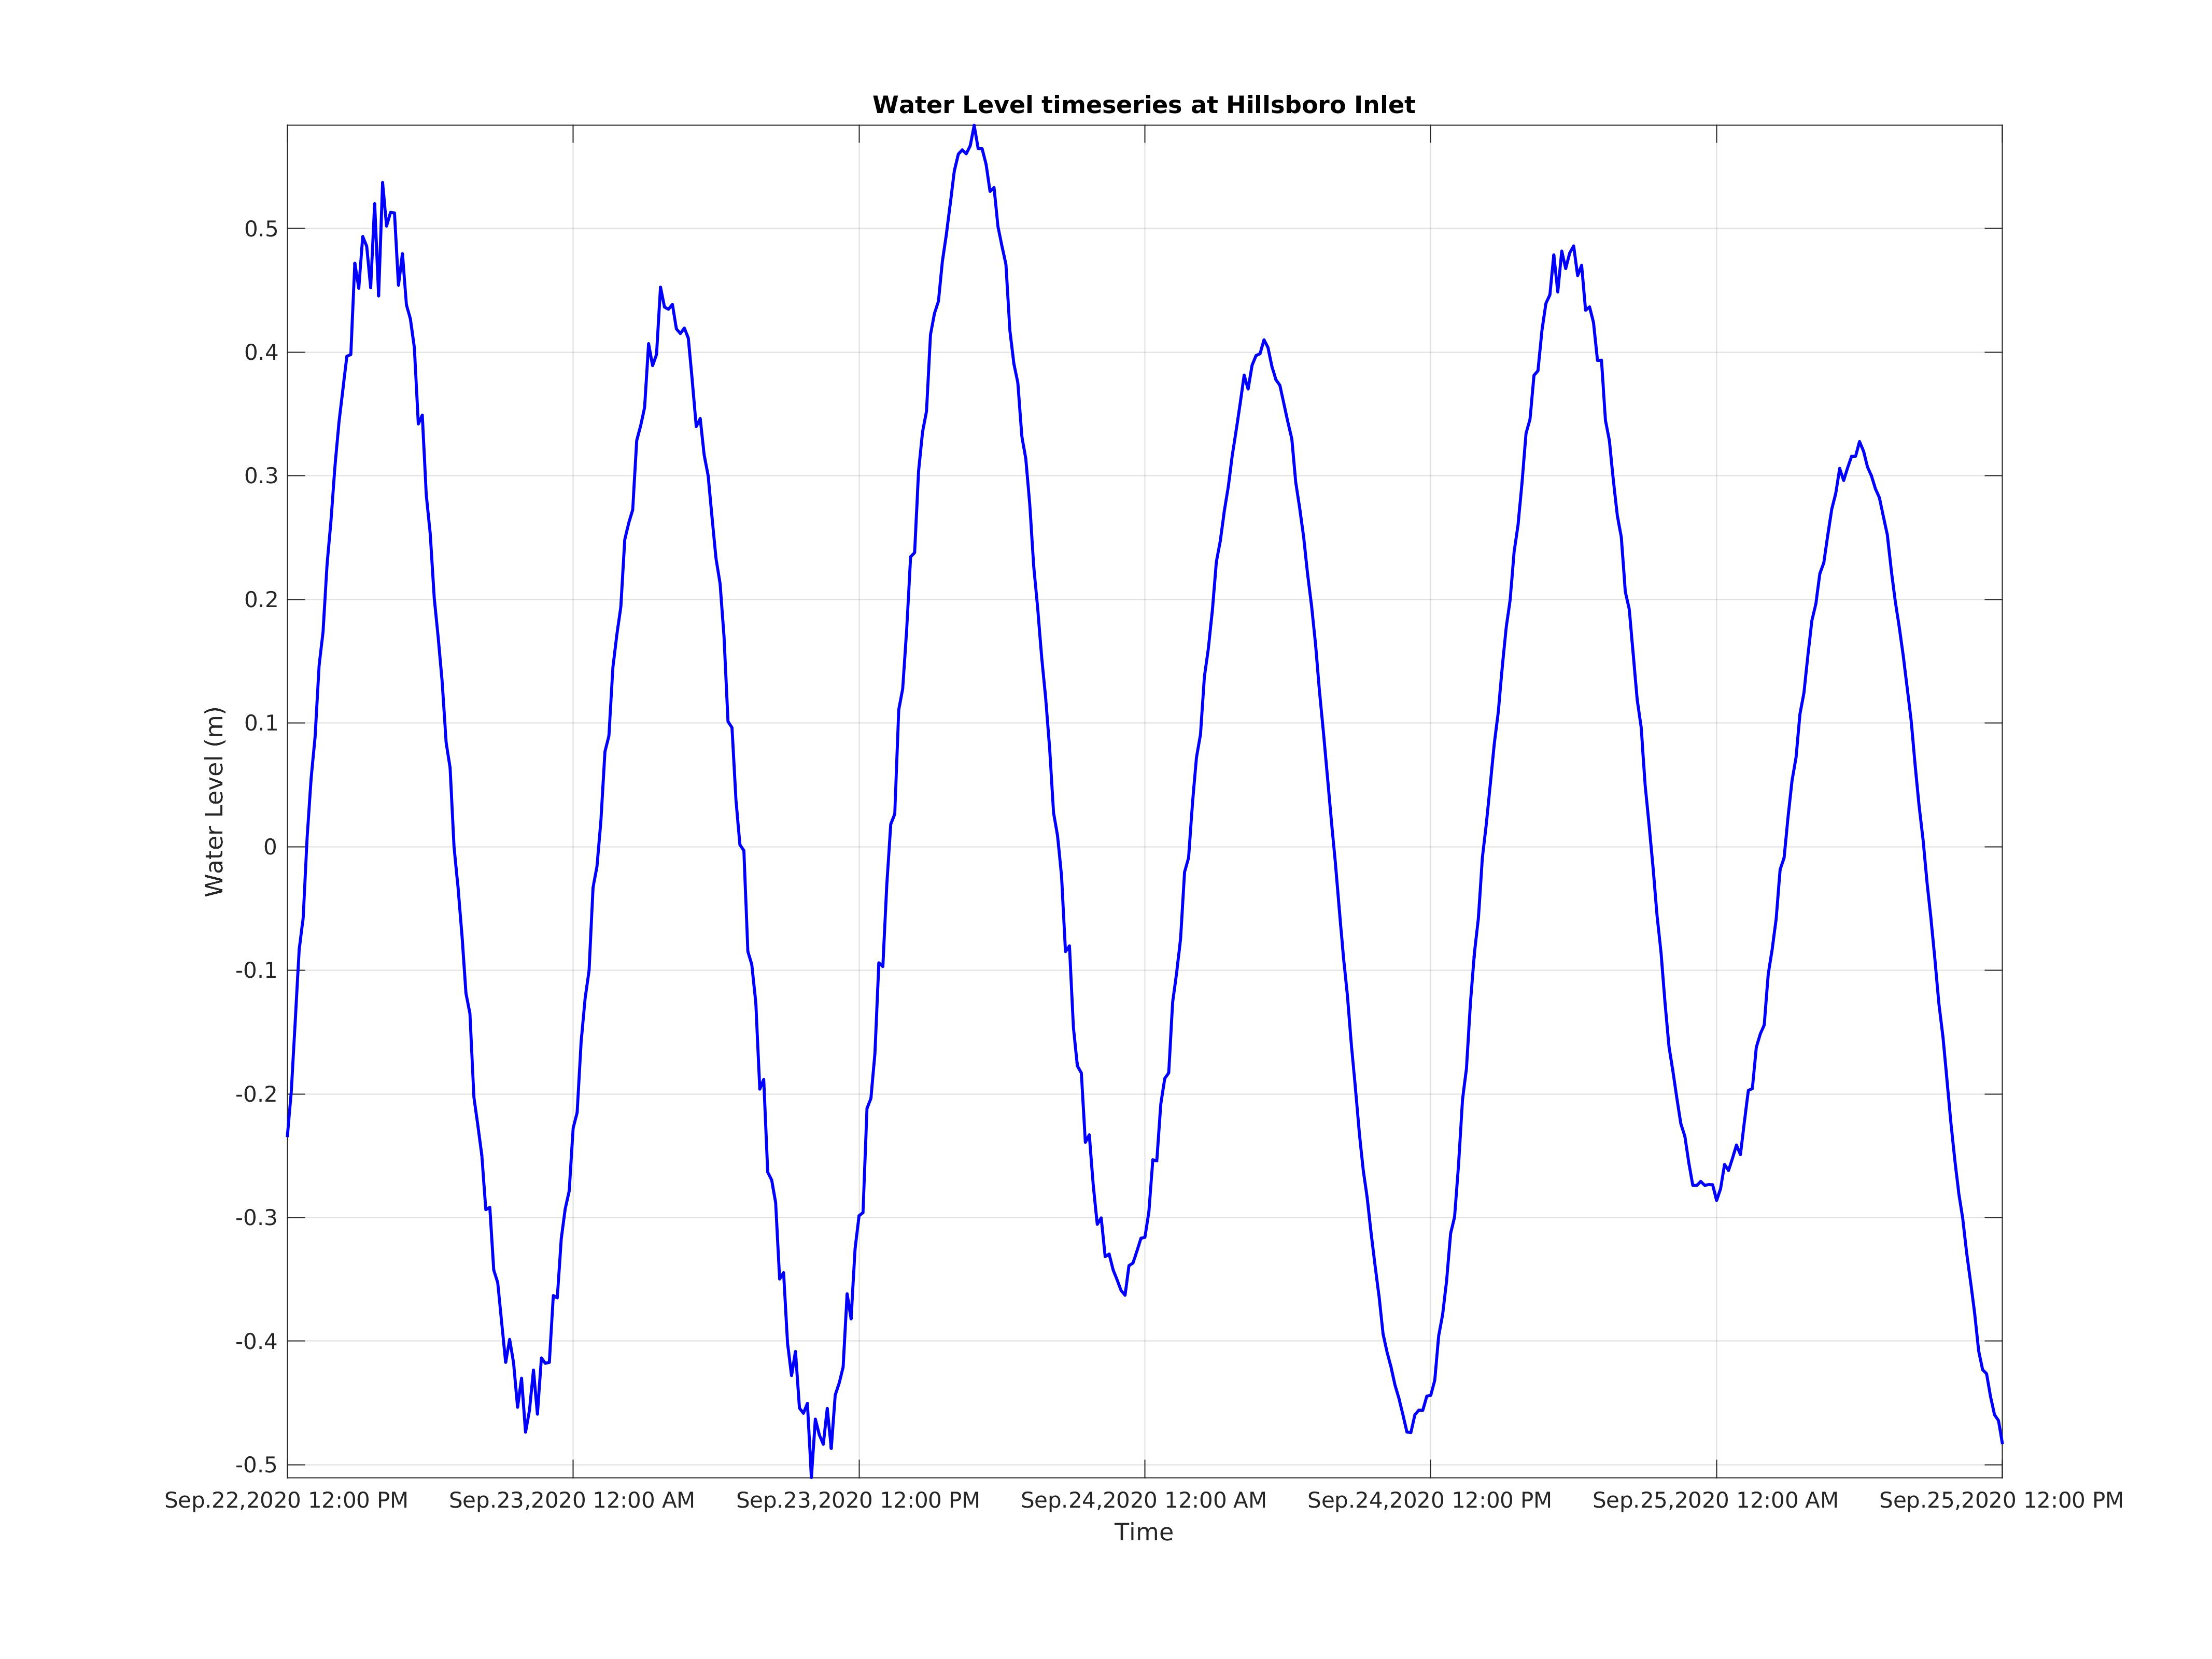 Water Level timeseries at Hillsboro Inlet
0.5
0.4
0.3
0.2
0.1
0
-0.1
-0.2
-0.3
-0.4
-0.5
Water Level (m)
Sep.22,2020 12:00 PM Sep.23,2020 12:00 AM Sep.23,2020 12:00 PM Sep.24,2020 12:00 AM Sep.24,2020 12:00 PM Sep.25,2020 12:00 AM Sep.25,2020 12:00 PM
Time